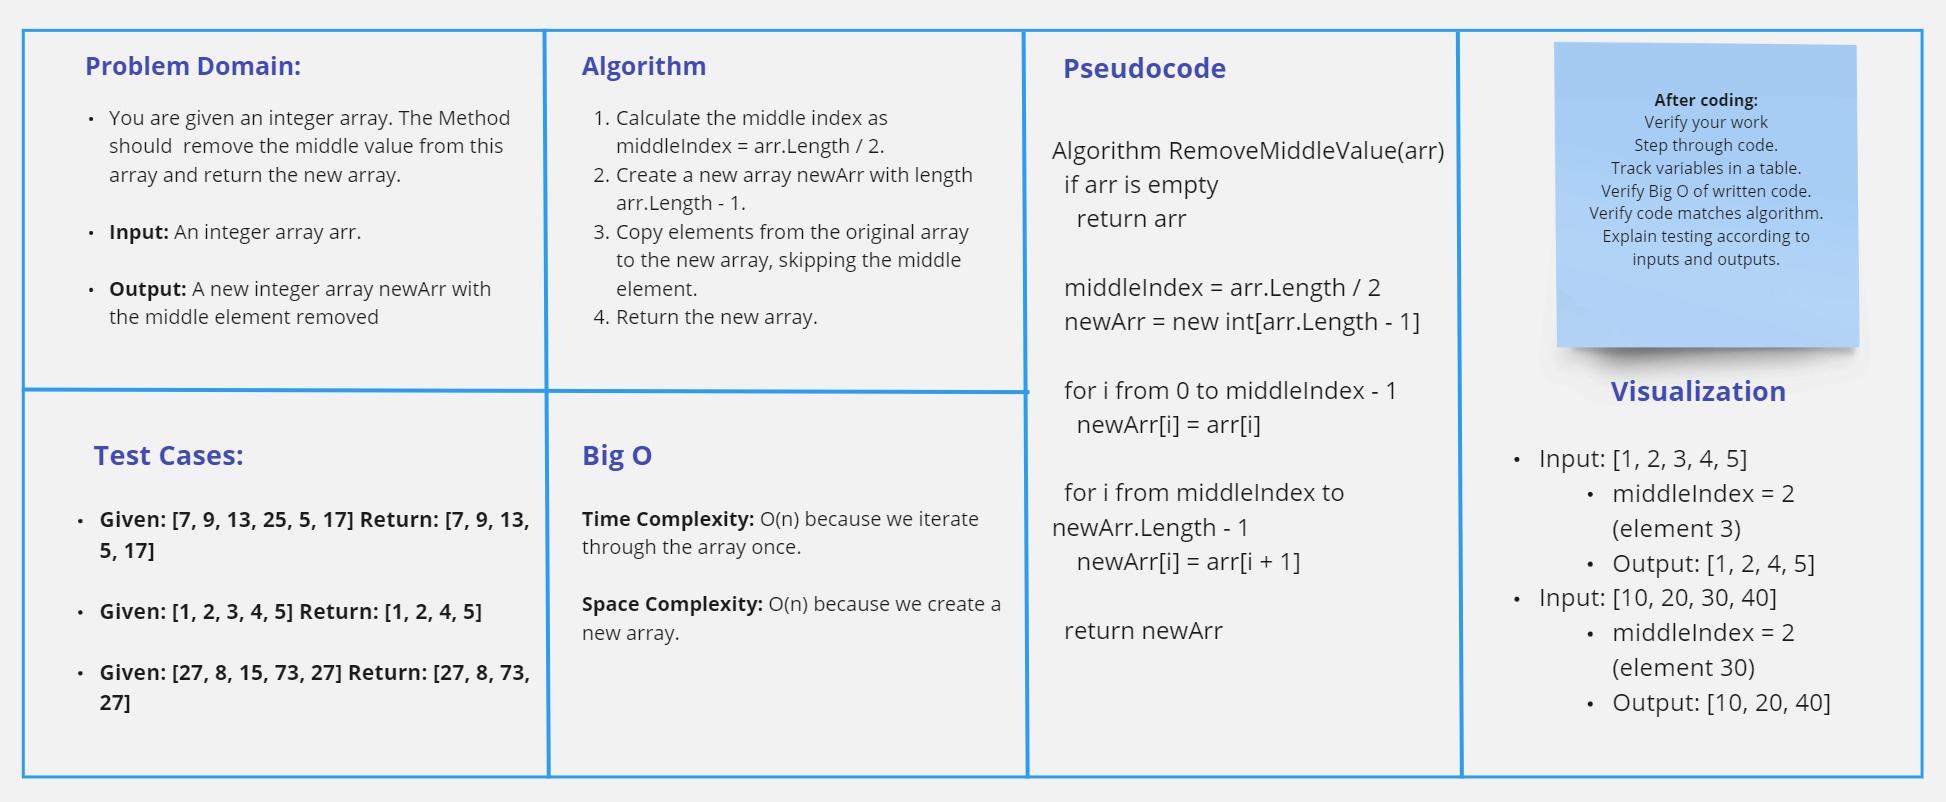 Problem Domain:
• You are given an integer array. The Method
should  remove the middle value from this
array and return the new array.
• Input: An integer array arr.
• Output: A new integer array newArr with
the middle element removed
Algorithm
1. Calculate the middle index as
middleIndex = arr.Length / 2.
2. Create a new array newArr with length
arr.Length - 1.
3. Copy elements from the original array
to the new array, skipping the middle
element.
4. Return the new array.
Test Cases:
• Given: [7, 9, 13, 25, 5, 17] Return: [7, 9, 13,
5, 17]
• Given: [1, 2, 3, 4, 5] Return: [1, 2, 4, 5]
• Given: [27, 8, 15, 73, 27] Return: [27, 8, 73,
27]
Big O
Time Complexity: O(n) because we iterate
through the array once.
Space Complexity: O(n) because we create a
new array.
Pseudocode
Algorithm RemoveMiddleValue(arr)
if arr is empty
return arr
middleIndex = arr.Length / 2
newArr = new int[arr.Length - 1]
for i from 0 to middleIndex - 1
newArr[i] = arr[i]
for i from middleIndex to
newArr.Length - 1
newArr[i] = arr[i + 1]
return newArr
After coding:
Verify your work
Step through code.
Track variables in a table.
Verify Big O of written code.
Verify code matches algorithm.
Explain testing according to
inputs and outputs.
Visualization
• Input: [1, 2, 3, 4, 5]
• middleIndex = 2
(element 3)
• Output: [1, 2, 4, 5]
• Input: [10, 20, 30, 40]
• middleIndex = 2
(element 30)
• Output: [10, 20, 40]